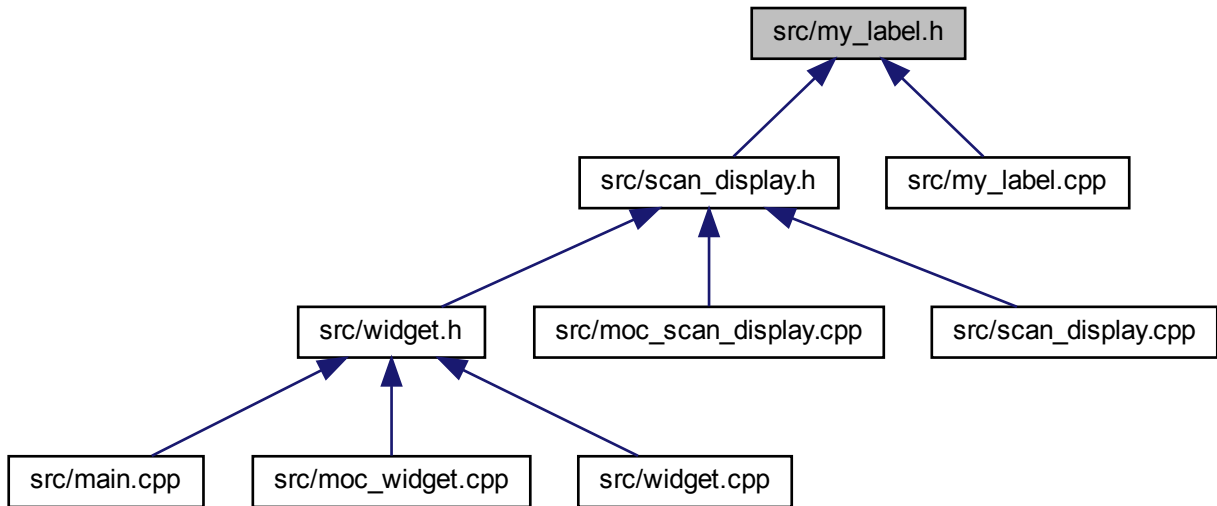 src/my_label.h
src/scan_display.h
src/my_label.cpp
src/widget.h
src/moc_scan_display.cpp
src/scan_display.cpp
src/main.cpp
src/moc_widget.cpp
src/widget.cpp